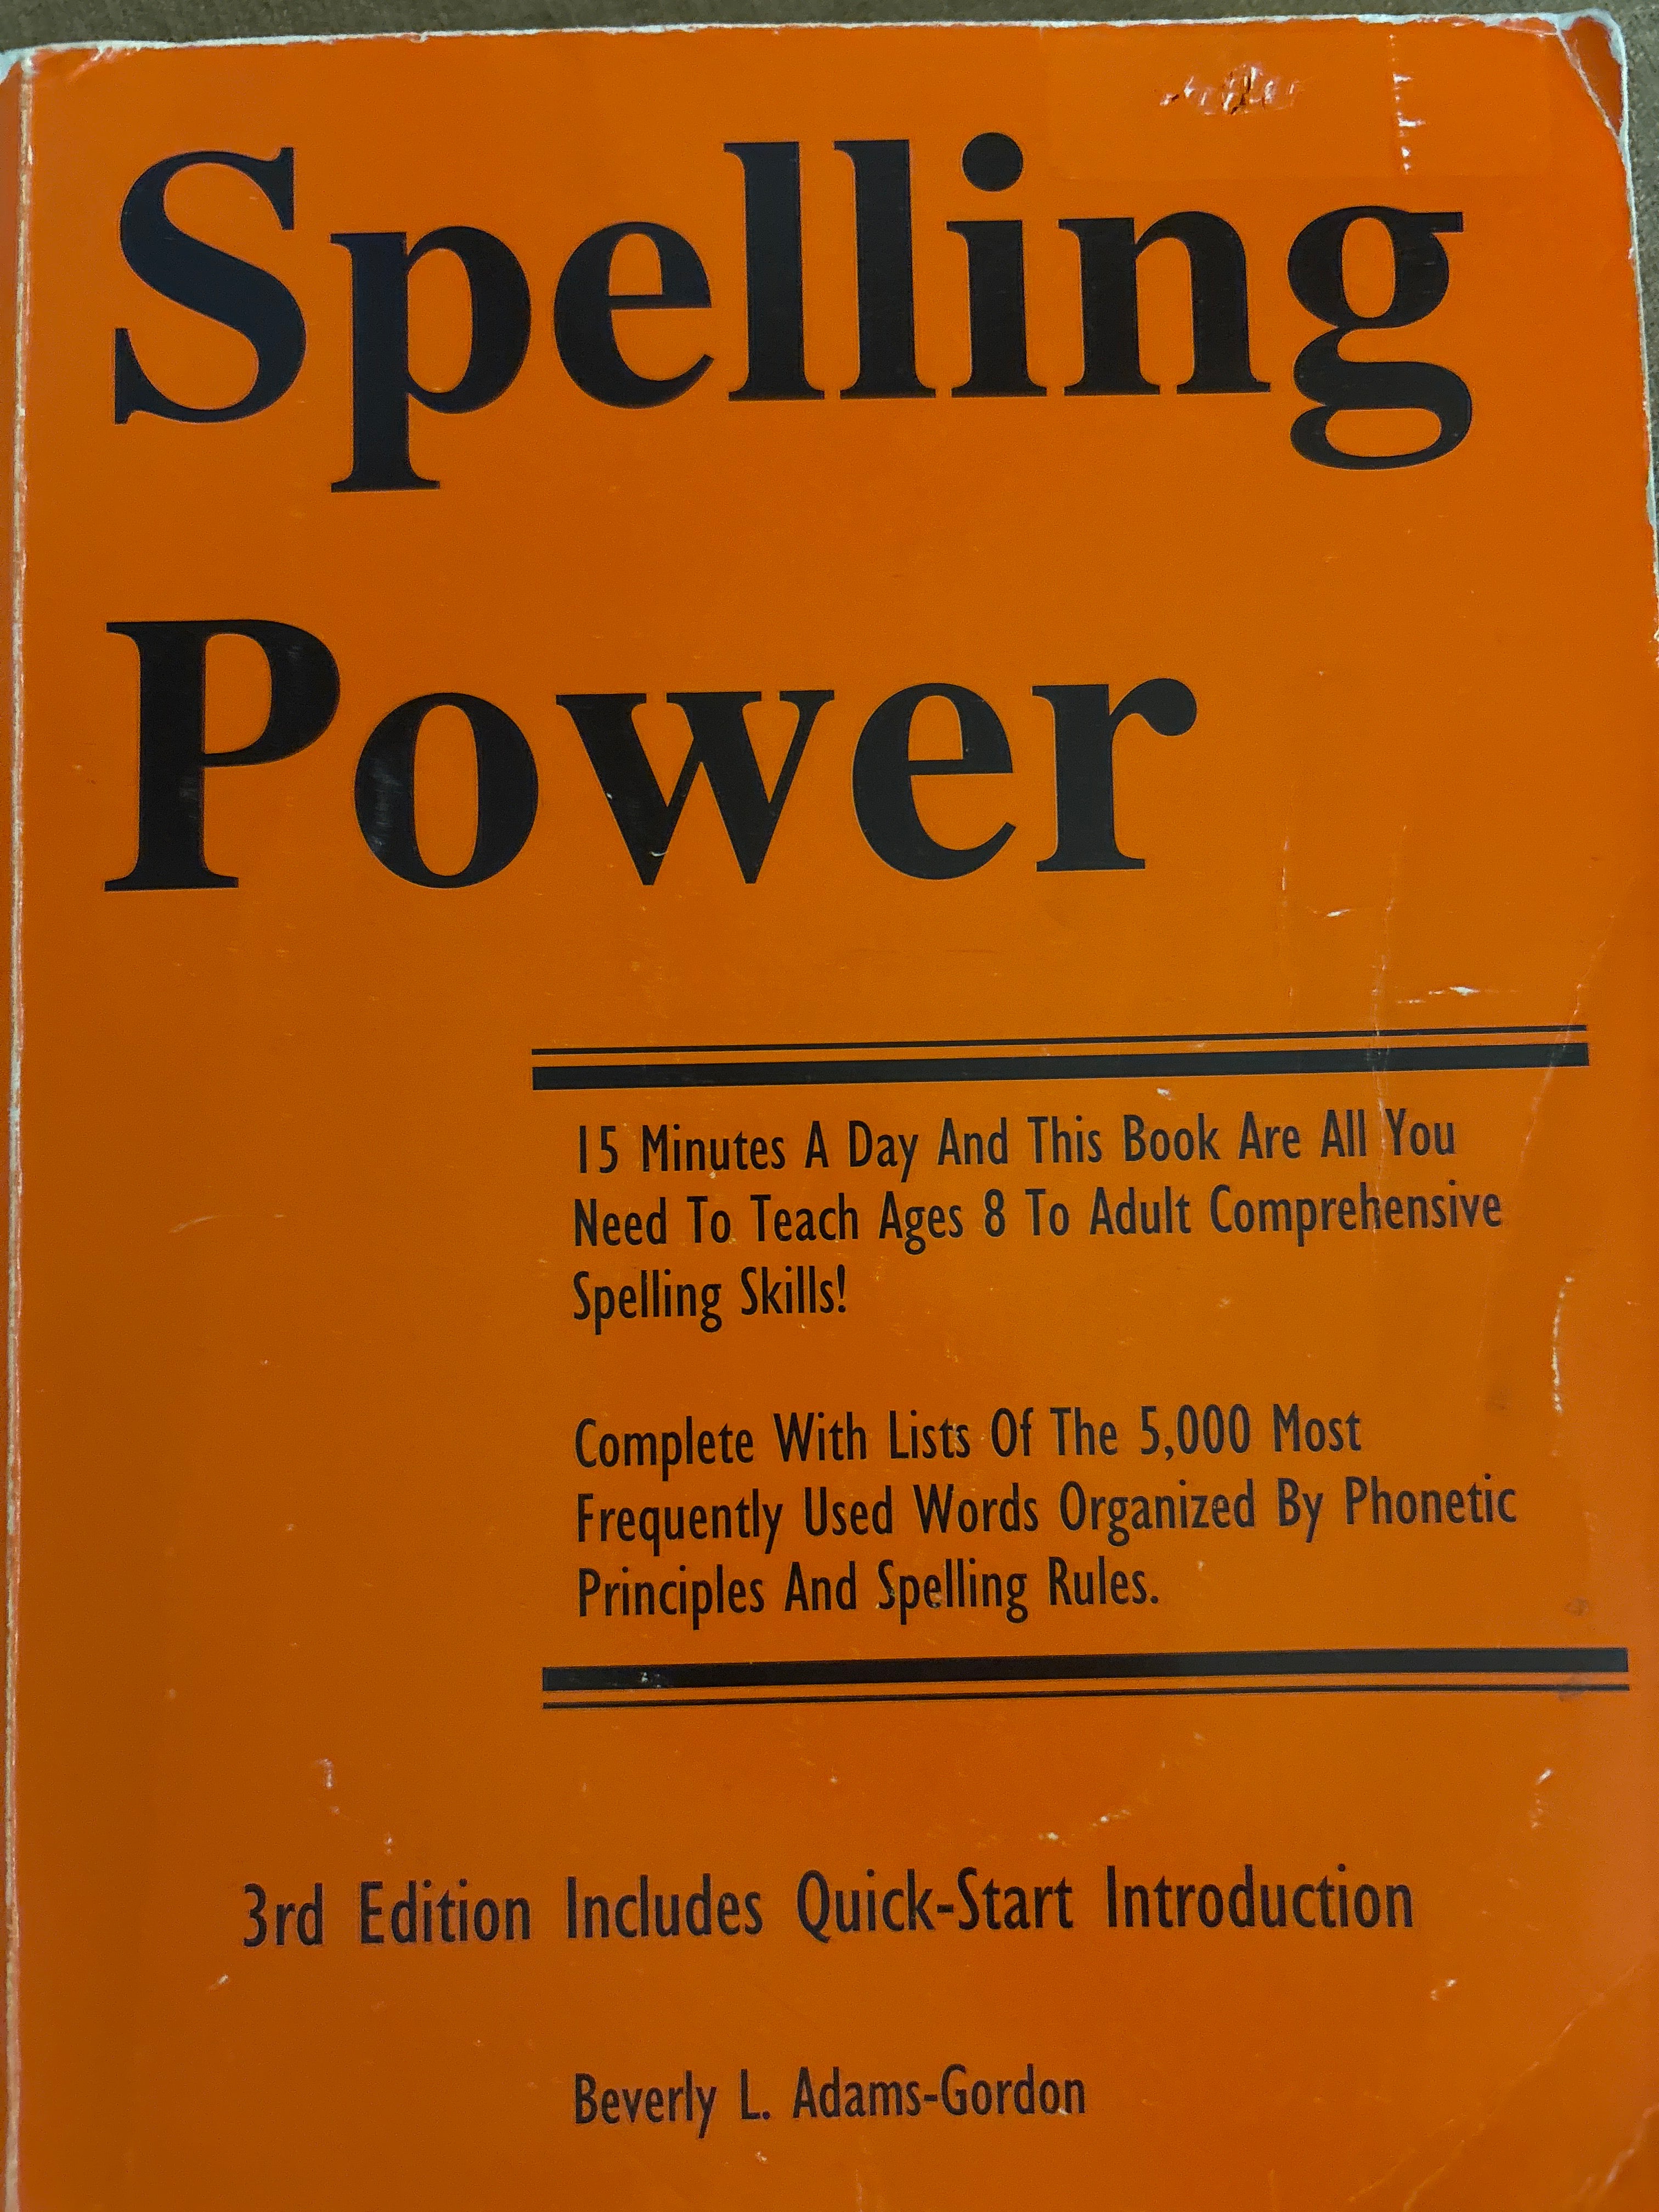 Spelling
Power
15 Minutes A Day And This Book Are All You
Need To Teach Ages 8 To Adult Comprehensive
Spelling Skills!
Complete With Lists Of The 5,000 Most
Frequently Used Words Organized By Phonetic
Principles And Spelling Rules.
3rd Edition Includes Quick-Start Introduction
Beverly L. Adams-Gordon